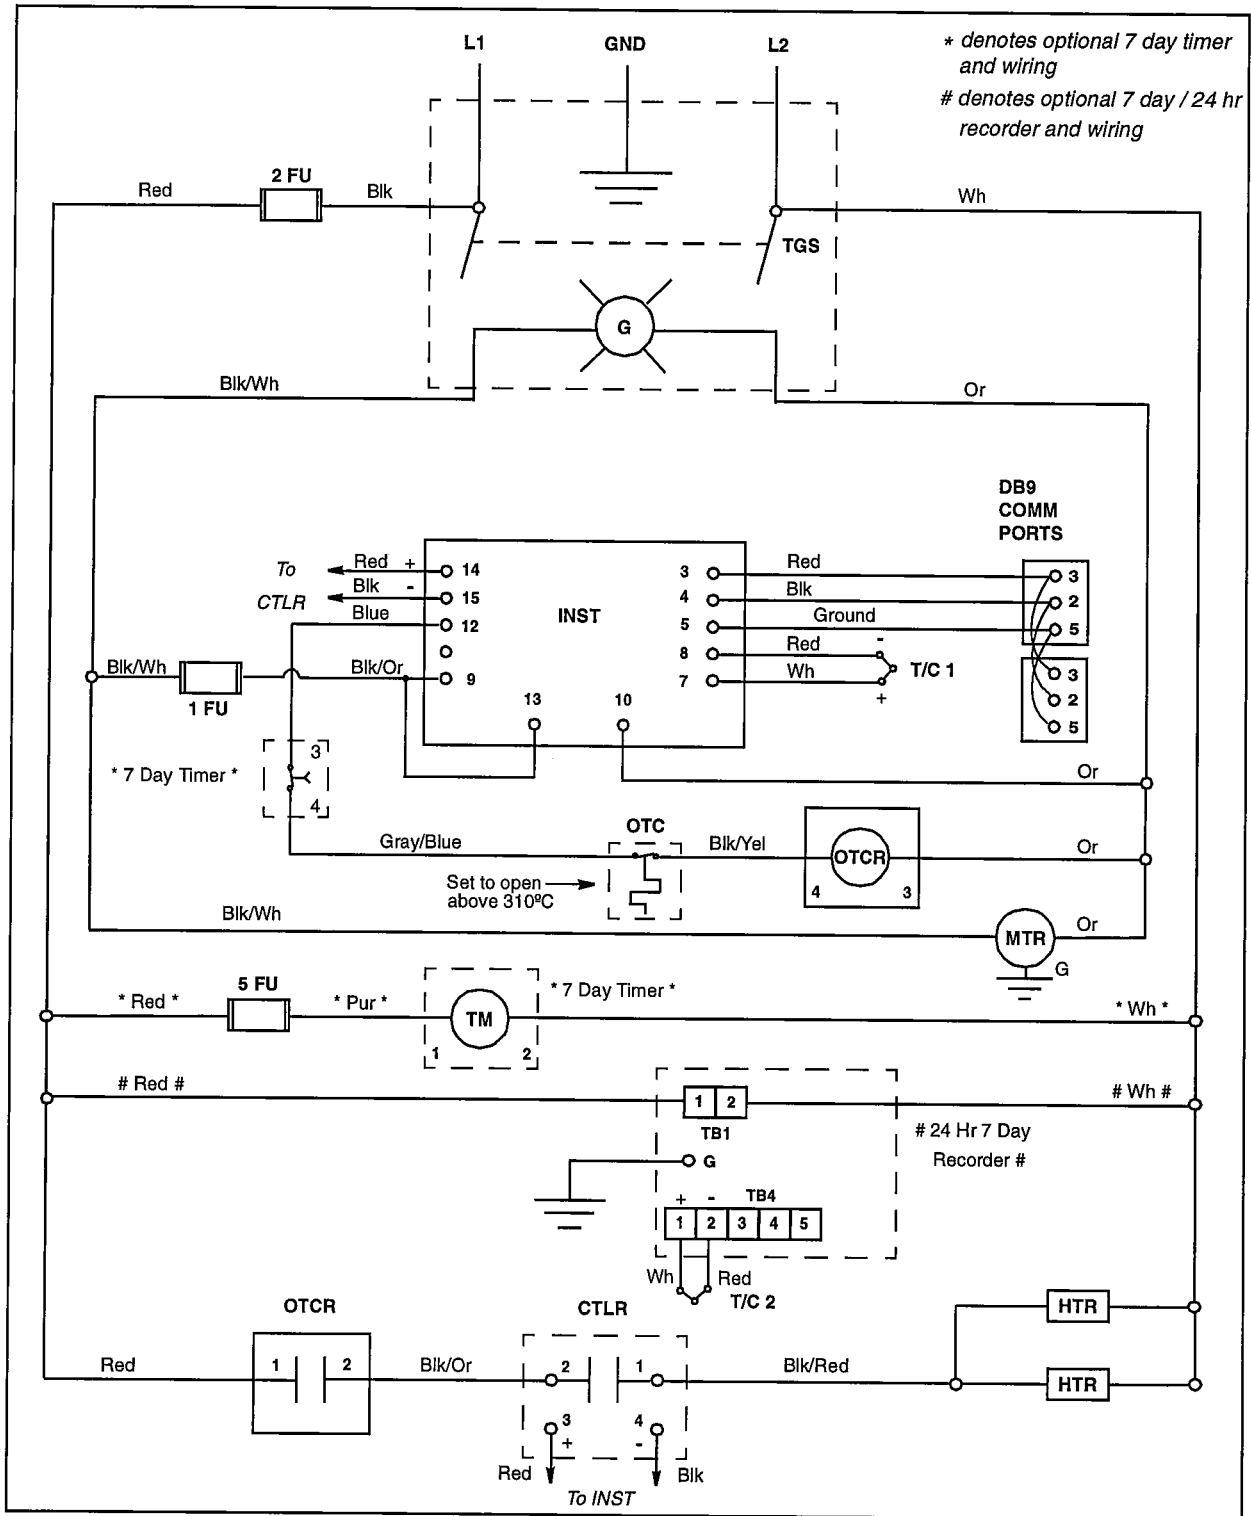 L1
GND
L2
* denotes optional 7 day timer
and wiring
# denotes optional 7 day / 24 hr
recorder and wiring
2 FU
Red
Blk
Wh
TGS
G
Blk/Wh
Or
DB9
COMM
PORTS
To
CTLR
Red +
Blk -
Blue
14
15
12
9
INST
13
10
3
4
5
8
7
Red
Blk
Ground
Red -
Wh +
T/C 1
3
2
5
3
2
5
Blk/Wh
1 FU
Blk/Or
* 7 Day Timer *
3
4
Or
Gray/Blue
OTC
Blk/Yel
OTCR
4
3
Or
Set to open
above 310ºC
Blk/Wh
MTR
Or
G
* Red *
5 FU
* Pur *
TM
1
2
* 7 Day Timer *
* Wh *
# Red #
1 2
TB1
# Wh #
# 24 Hr 7 Day
Recorder #
G
+ - TB4
1 2 3 4 5
Wh
Red
T/C 2
OTCR
CTLR
HTR
Red
1
2
Blk/Or
2
1
Blk/Red
HTR
3
+
4
-
Red
Blk
To INST